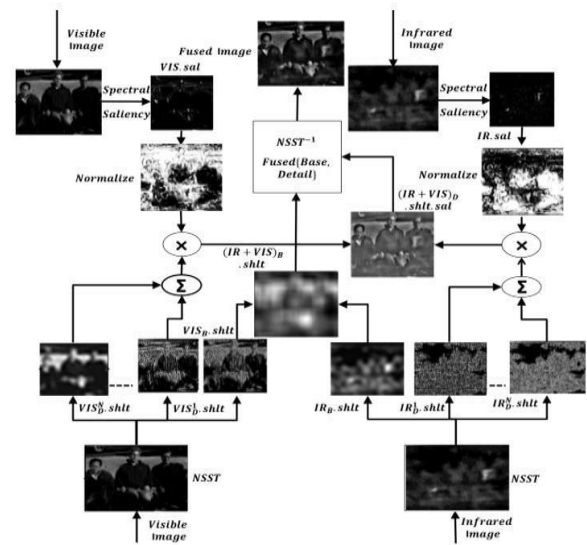 Visible
Image
Fused Image
VIS.sal
Infrared
Image
Spectral
Saliency
Spectral
Saliency
IR.sal
Normalize
NSST⁻¹
Fused{Base,
Detail}
Normalize
(IR + VIS)_D
.shlt.sal
×
(IR + VIS)_B
.shlt
×
Σ
Σ
VIS_B.shlt
VIS_D^N.shlt
VIS_D^1.shlt
IR_B.shlt
IR_D^1.shlt
IR_D^N.shlt
NSST
NSST
Visible
Image
Infrared
Image